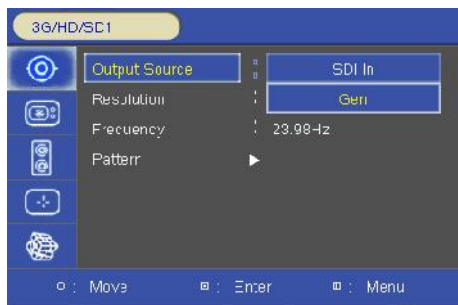 3G/HD/SD1
Output Source : SDI In
Resolution : Gen
Frequency : 23.98Hz
Pattern ▶
Move Enter Menu